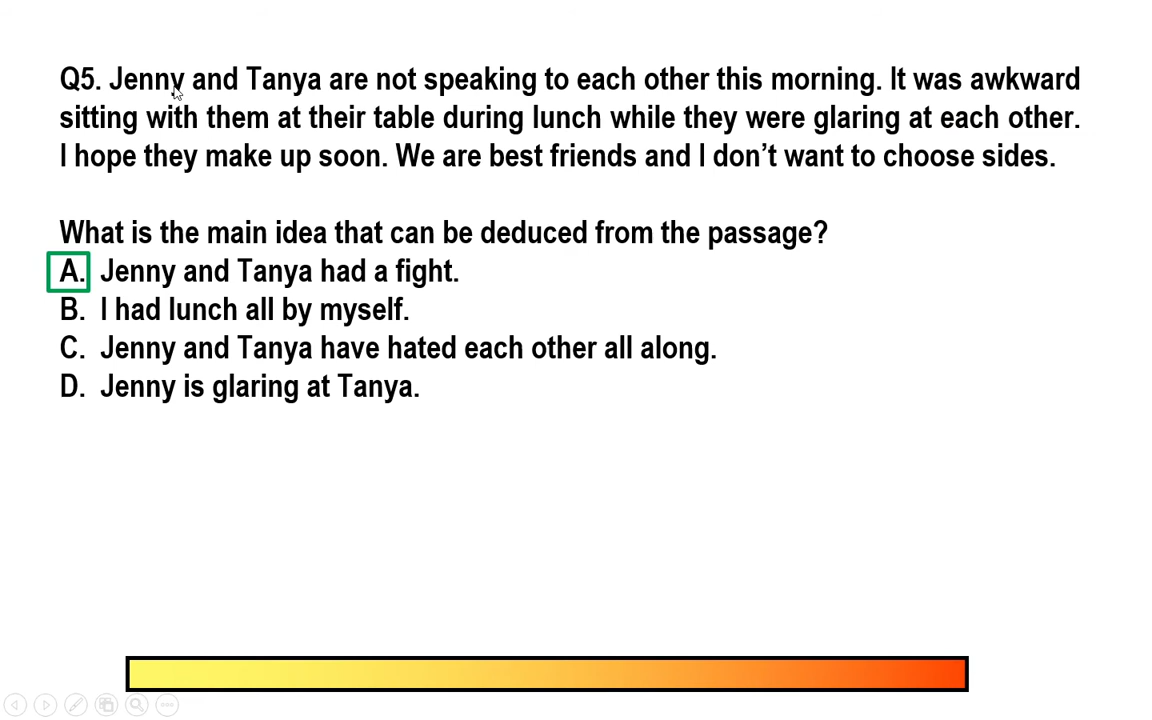 Q5. Jenny and Tanya are not speaking to each other this morning. It was awkward
sitting with them at their table during lunch while they were glaring at each other.
I hope they make up soon. We are best friends and I don’t want to choose sides.
What is the main idea that can be deduced from the passage?
A. Jenny and Tanya had a fight.
B. I had lunch all by myself.
C. Jenny and Tanya have hated each other all along.
D. Jenny is glaring at Tanya.